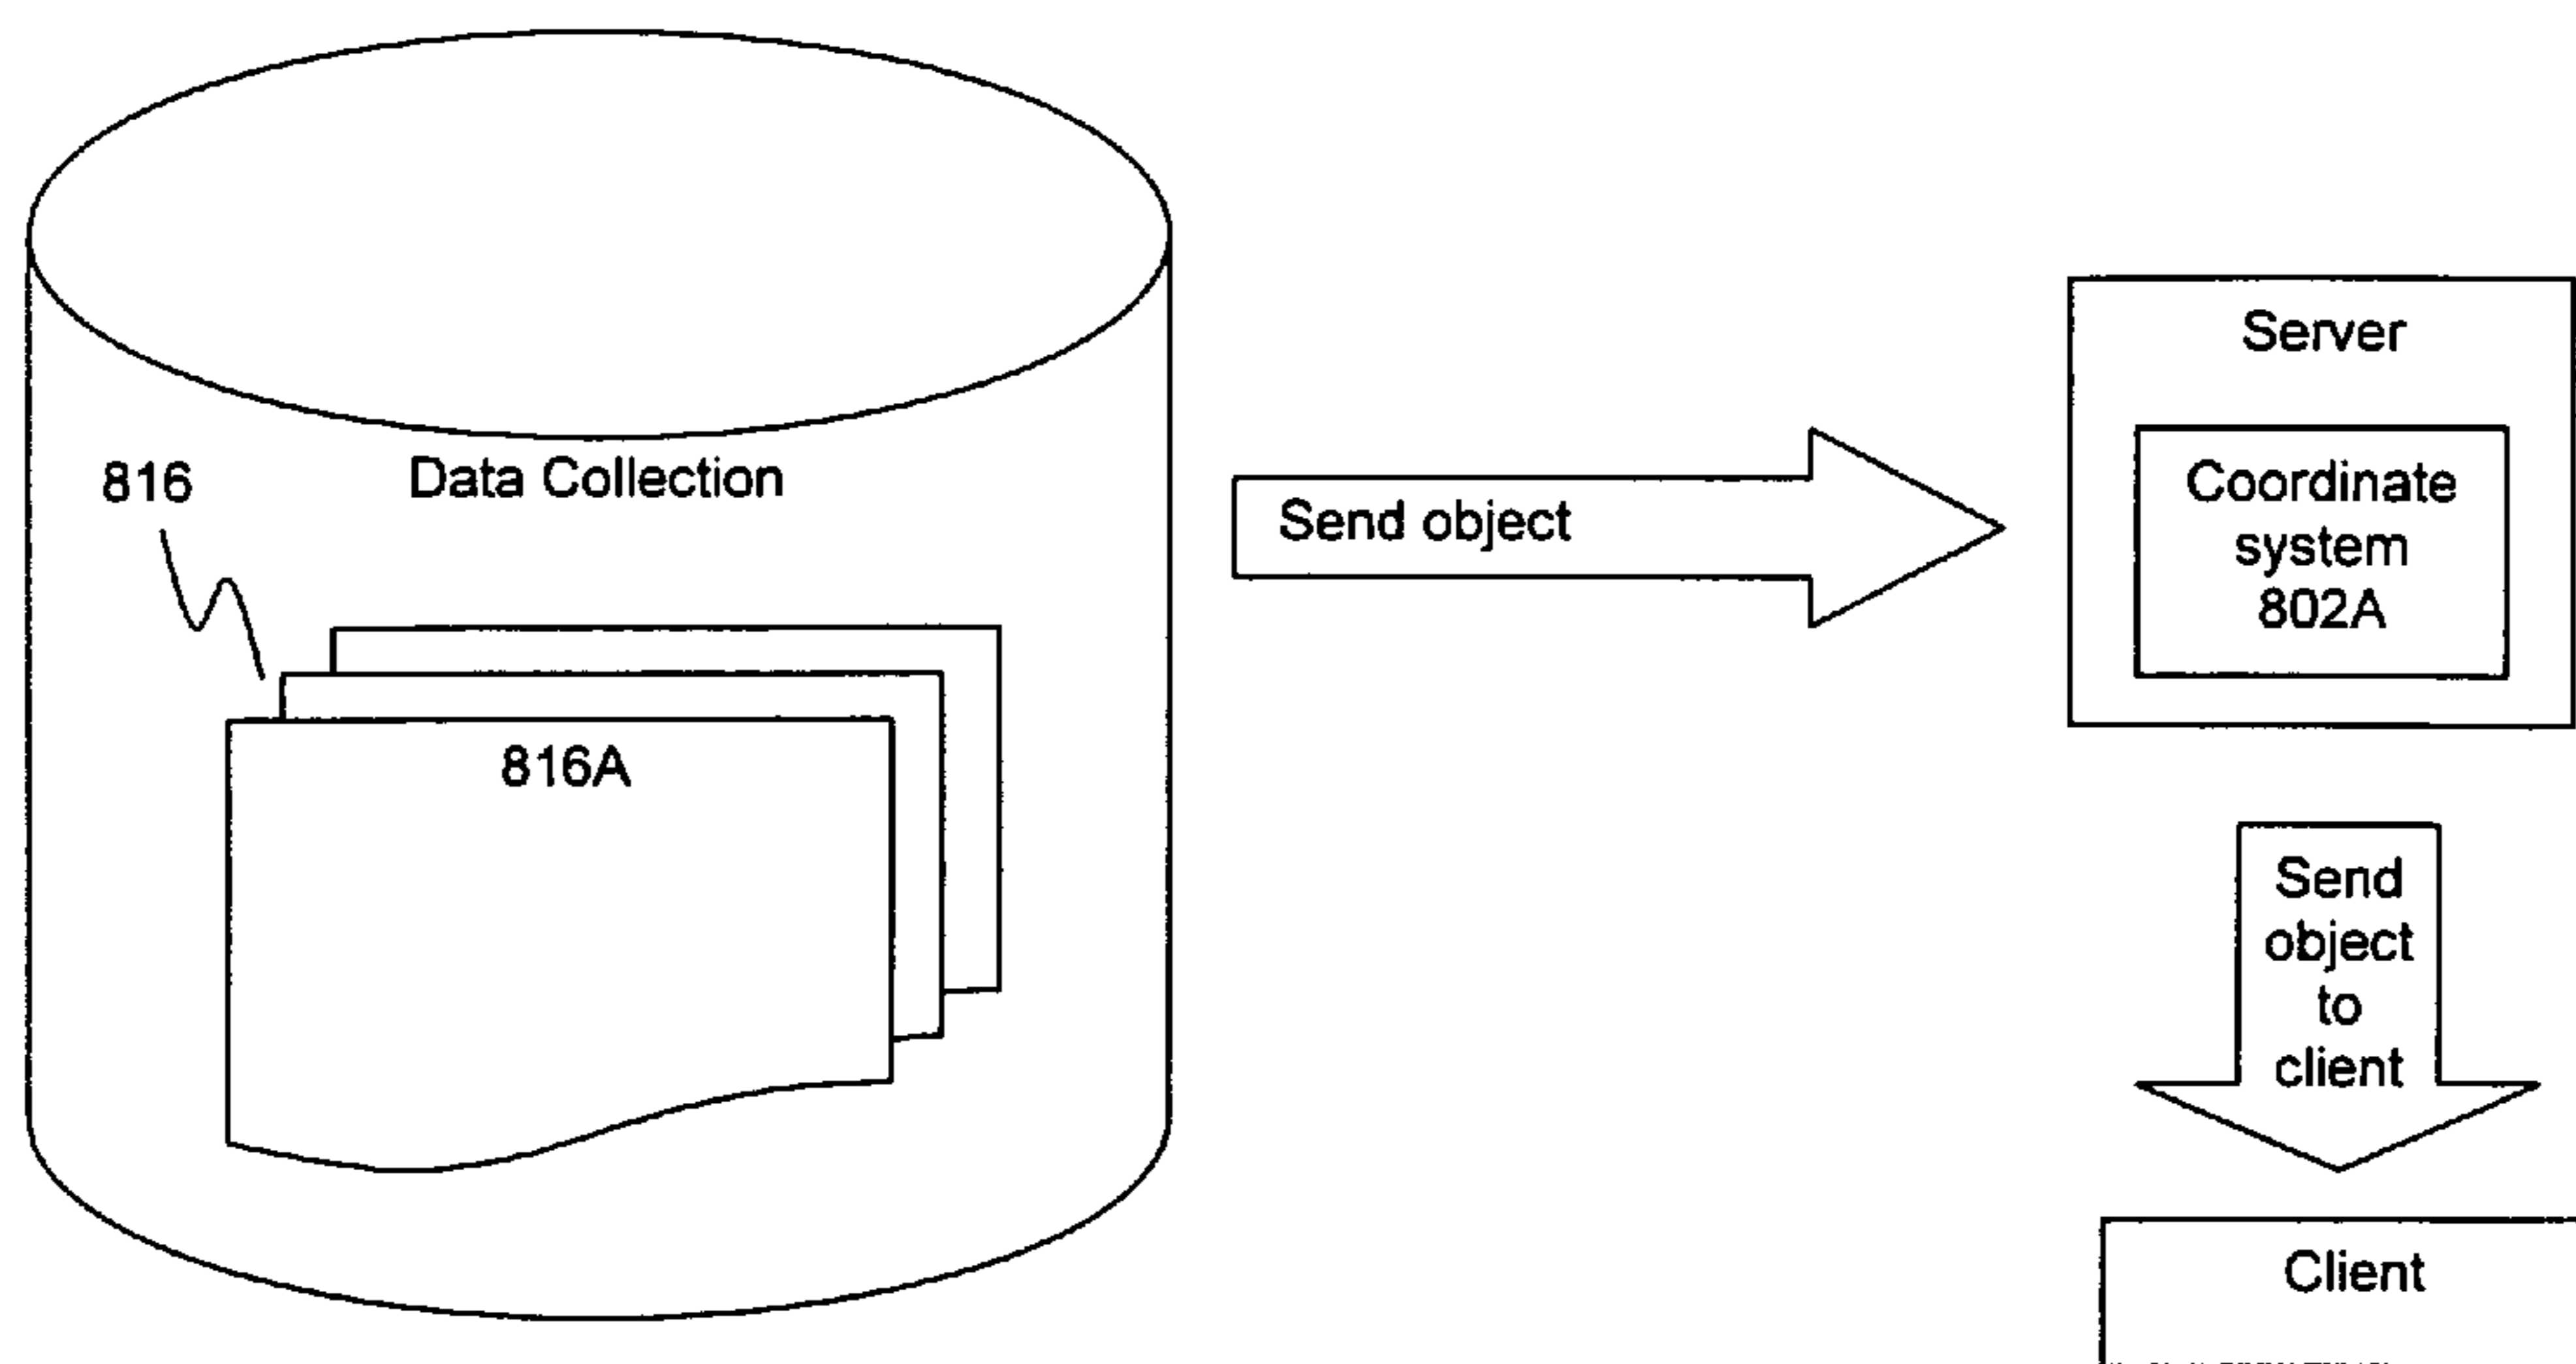 816
Data Collection
816A
Send object
Server
Coordinate
system
802A
Send
object
to
client
Client